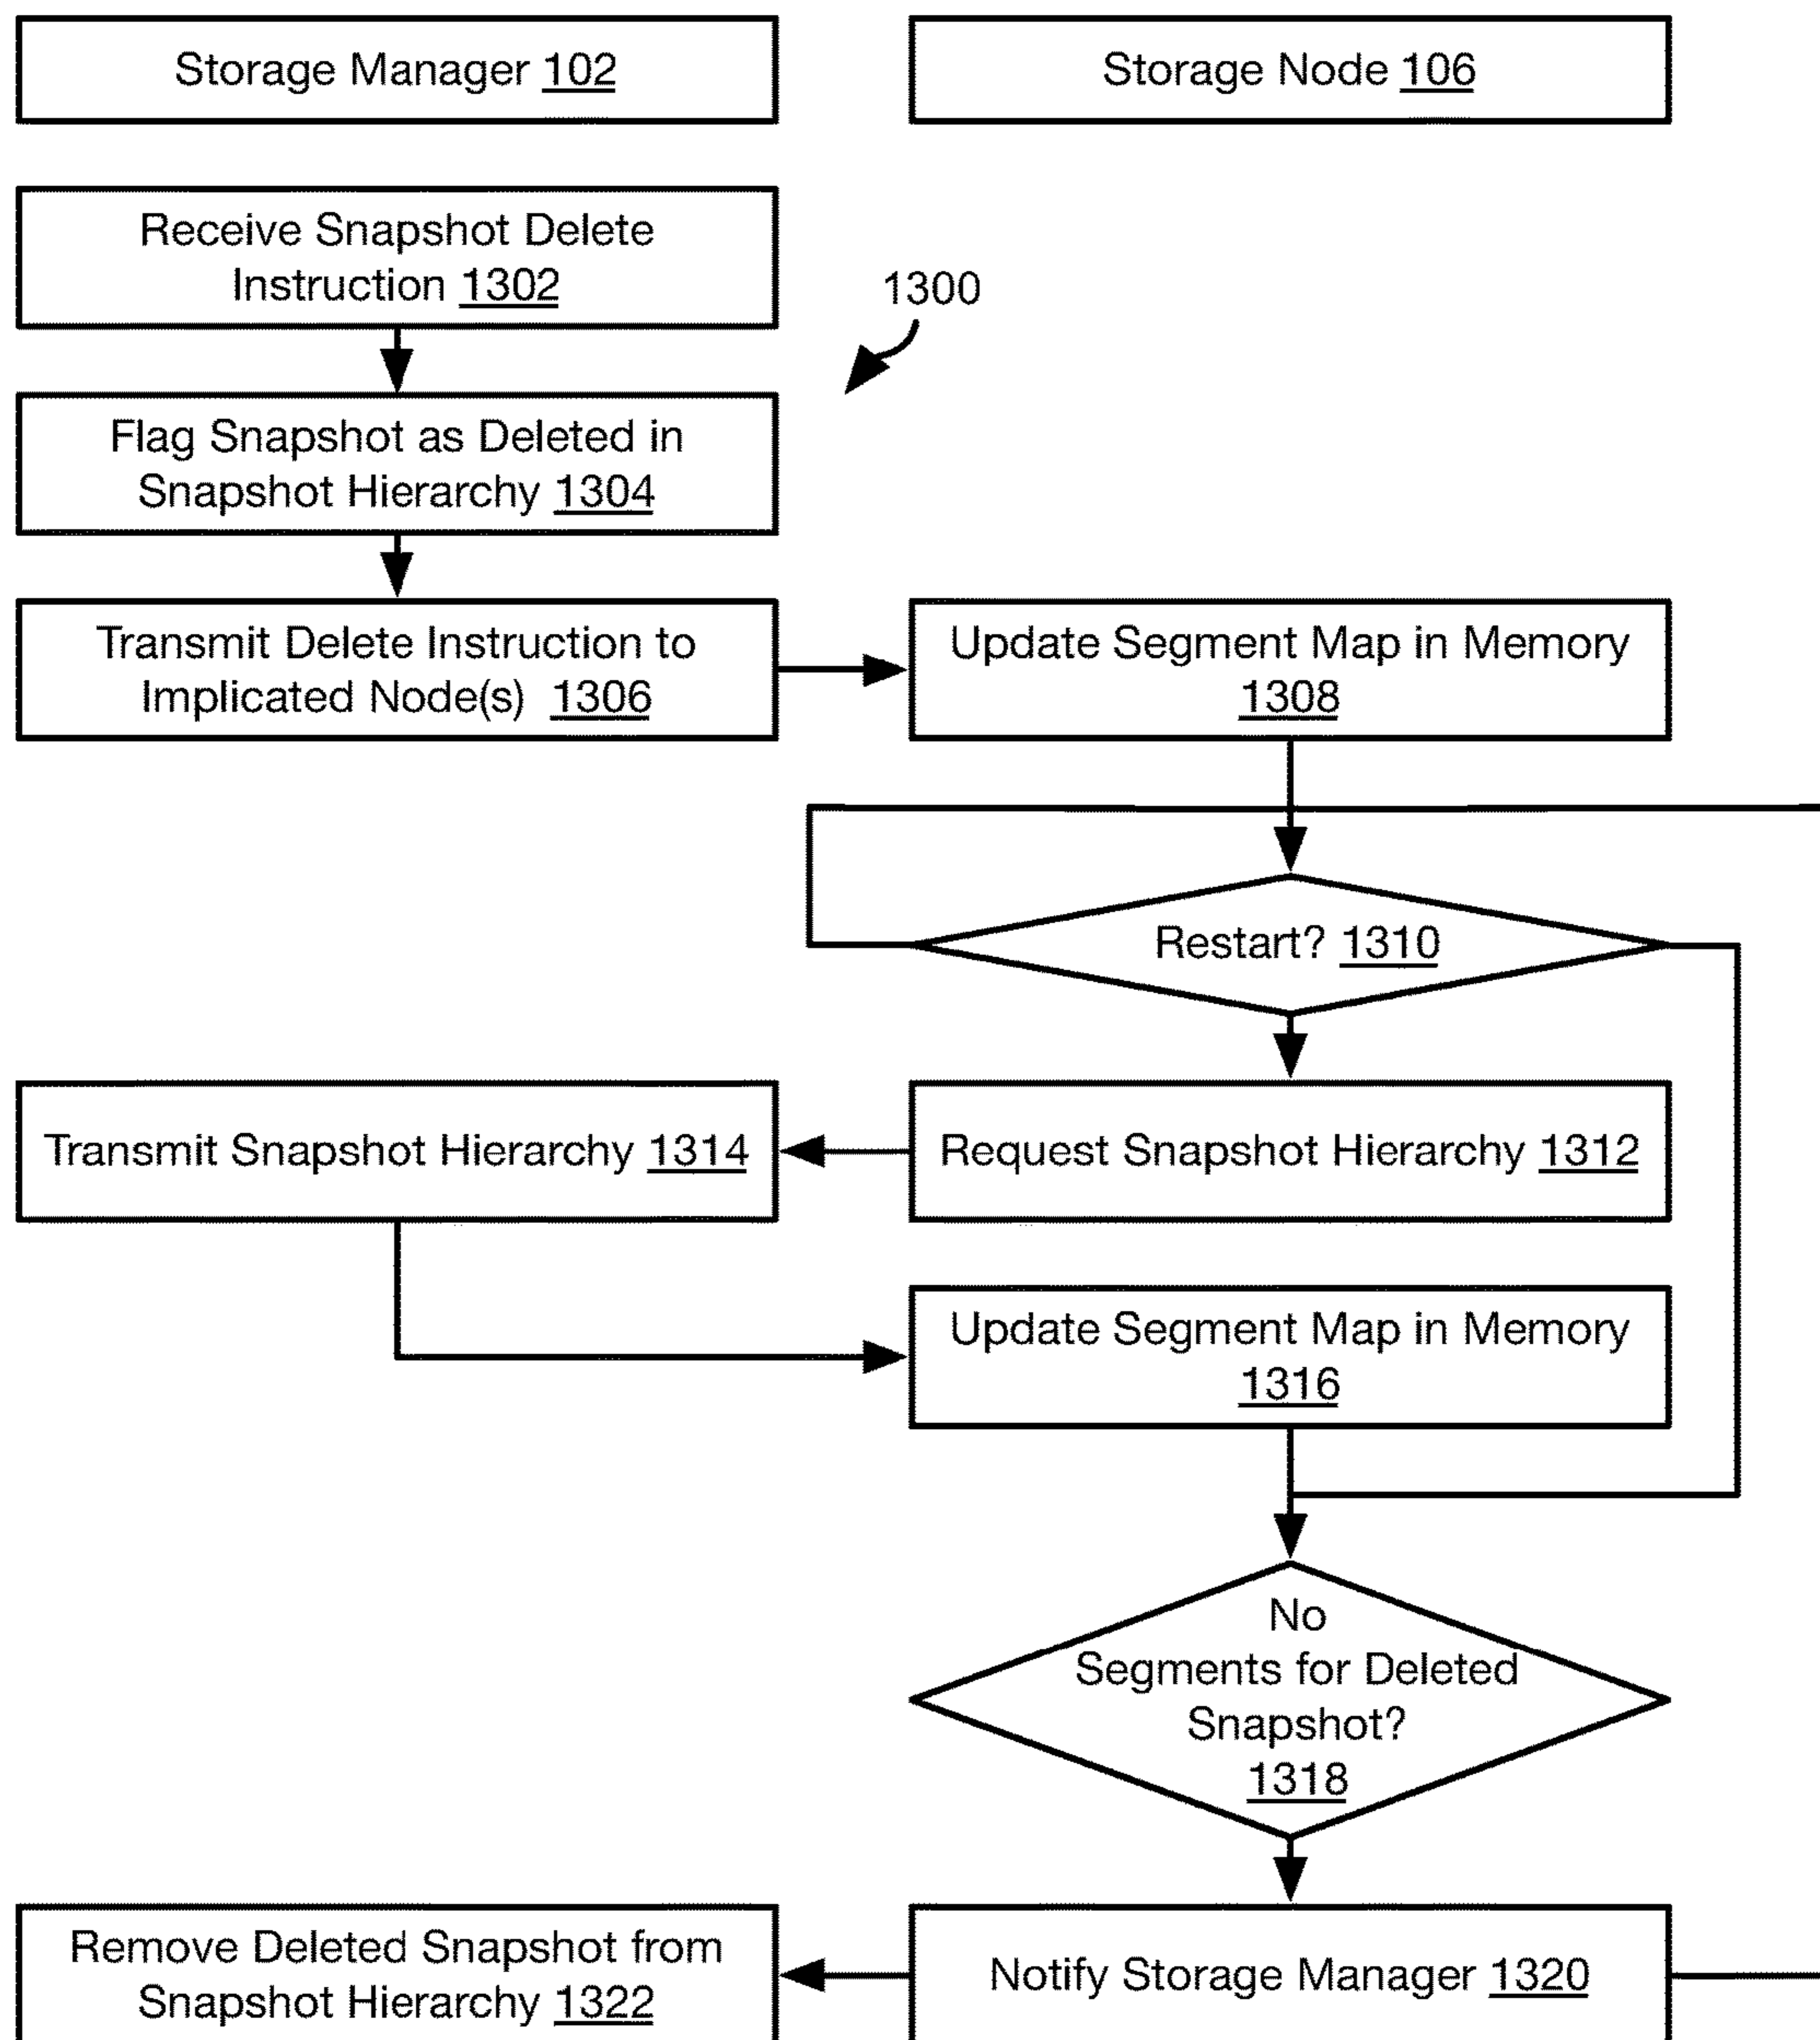 Storage Manager 102
Storage Node 106
Receive Snapshot Delete
Instruction 1302
1300
Flag Snapshot as Deleted in
Snapshot Hierarchy 1304
Transmit Delete Instruction to
Implicated Node(s) 1306
Update Segment Map in Memory
1308
Restart? 1310
Transmit Snapshot Hierarchy 1314
Request Snapshot Hierarchy 1312
Update Segment Map in Memory
1316
No
Segments for Deleted
Snapshot?
1318
Remove Deleted Snapshot from
Snapshot Hierarchy 1322
Notify Storage Manager 1320